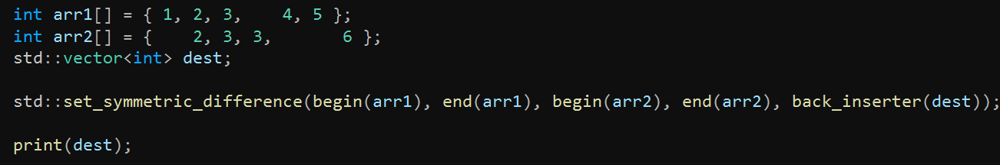 int arr1[] = { 1, 2, 3,    4, 5 };
int arr2[] = {    2, 3, 3,       6 };
std::vector<int> dest;

std::set_symmetric_difference(begin(arr1), end(arr1), begin(arr2), end(arr2), back_inserter(dest));

print(dest);